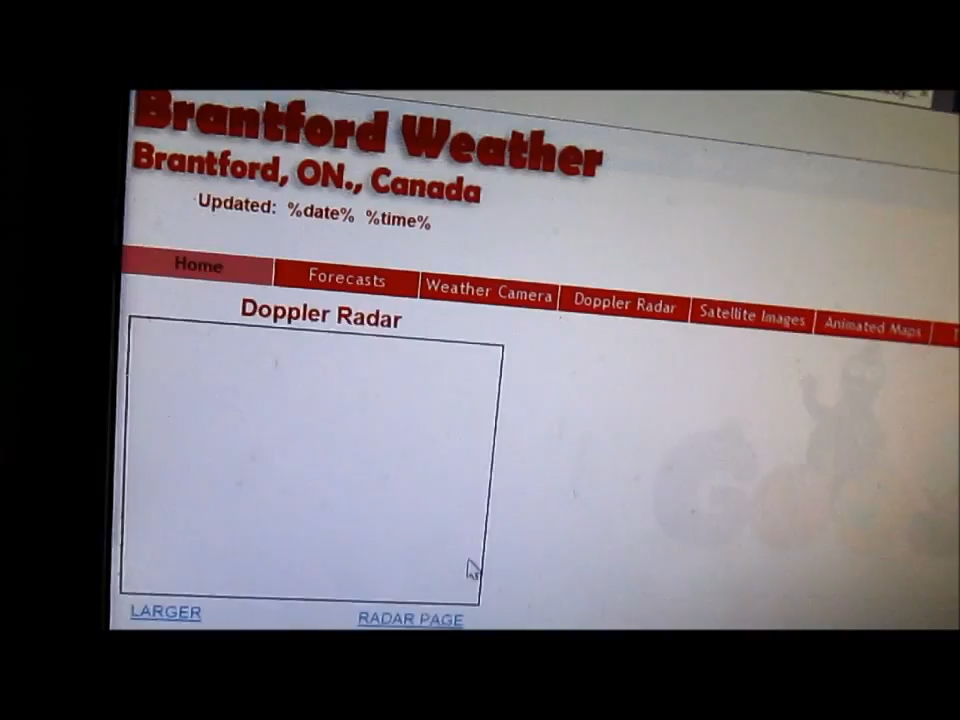 Brantford Weather
Brantford, ON., Canada
Updated: %date% %time%
Home Forecasts Weather Camera Doppler Radar Satellite Images Animated Maps
Doppler Radar
LARGER RADAR PAGE